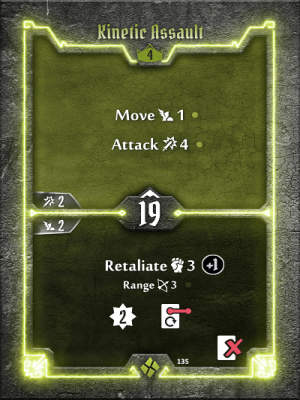 Kinetic Assault
4
Move 1
Attack 4
2
19
2
Retaliate 3 +1
Range 3
2
135